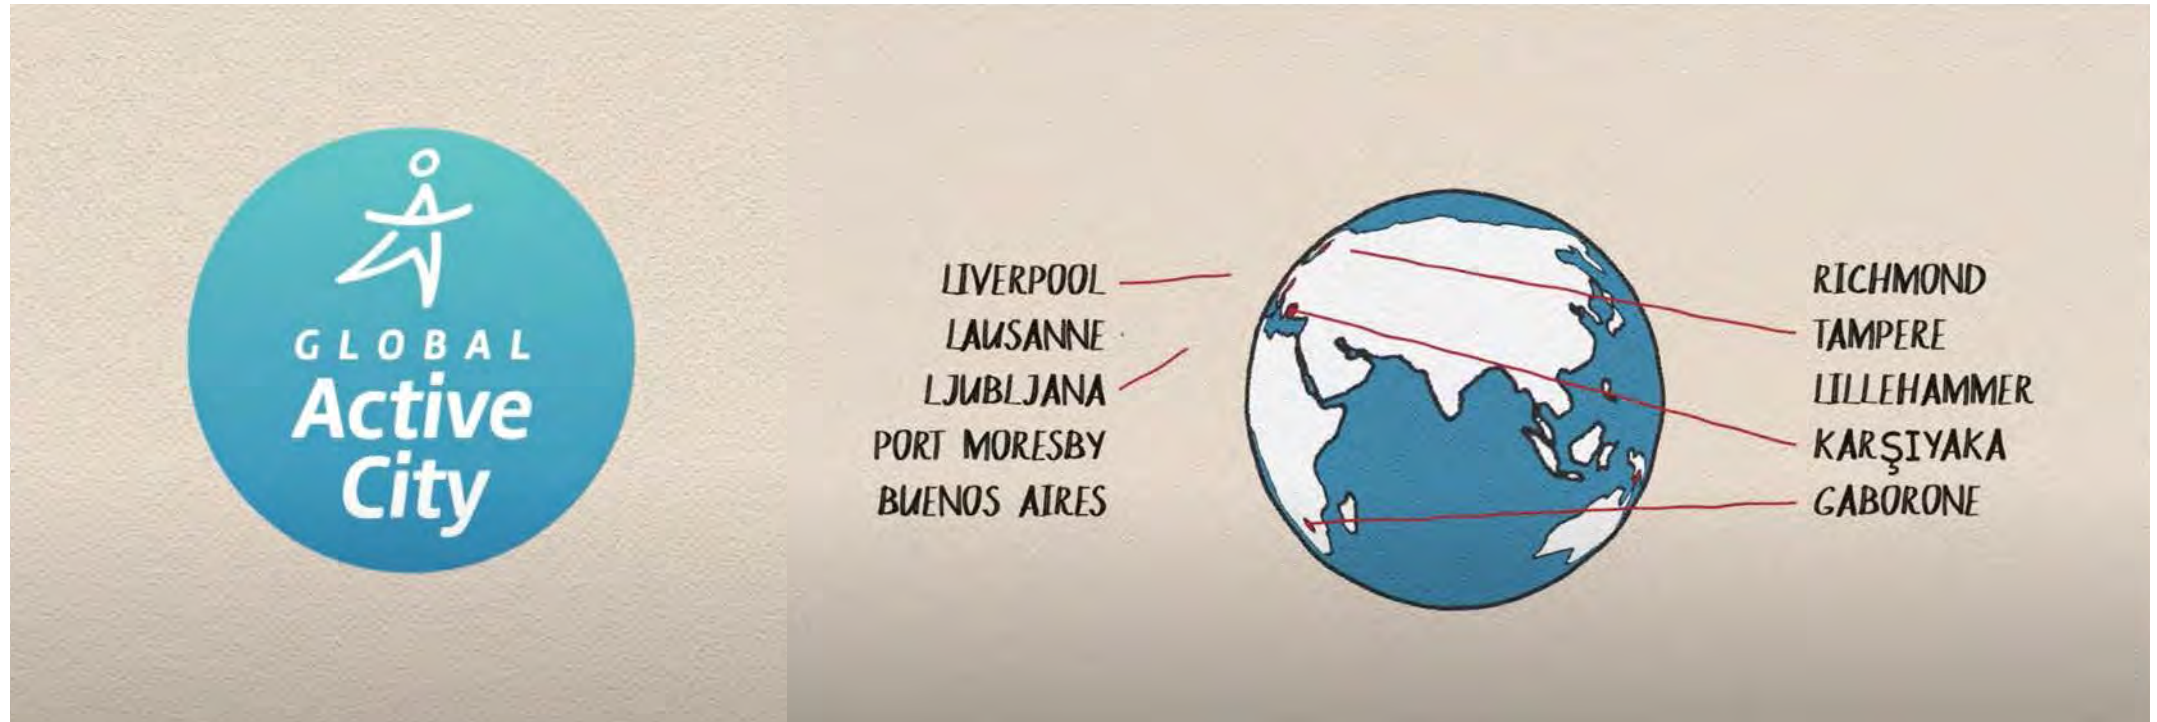 GLOBAL
Active
City
LIVERPOOL
LAUSANNE
LJUBLJANA
PORT MORESBY
BUENOS AIRES
RICHMOND
TAMPERE
LILLEHAMMER
KARŞIYAKA
GABORONE